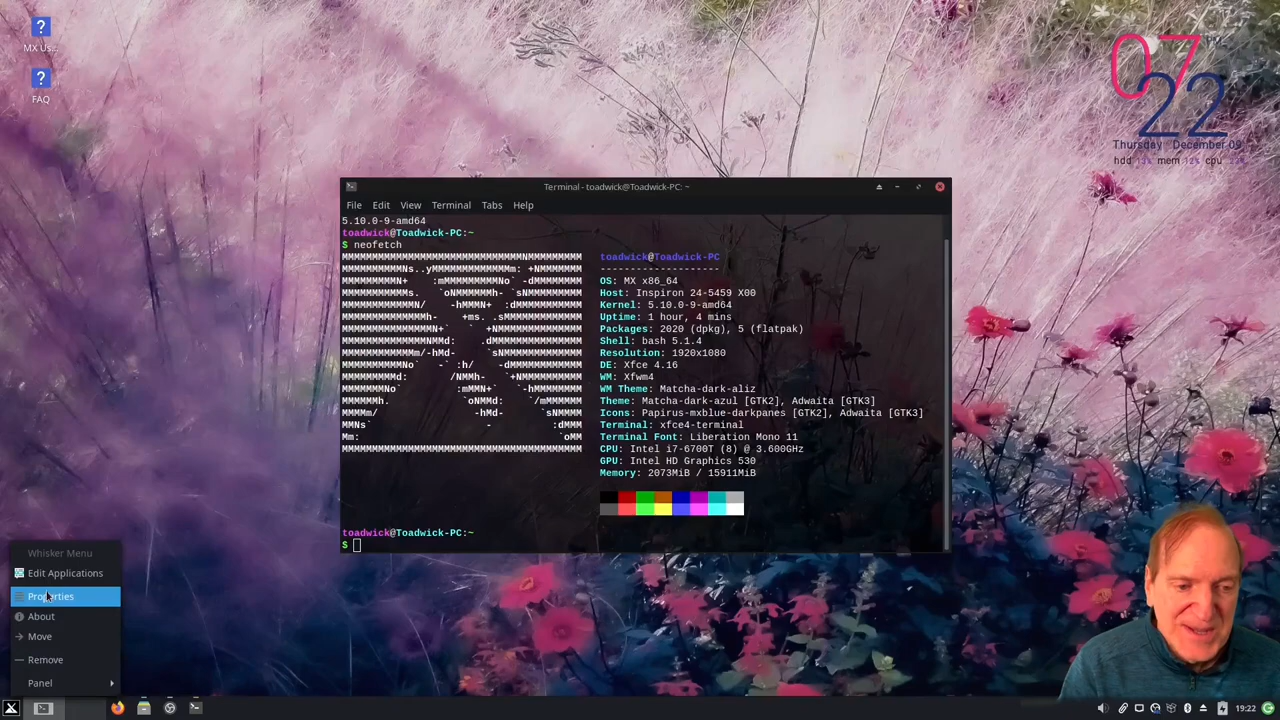 MX Us...
FAQ
07
22
Thursday December 09
hdd mem cpu
Terminal - toadwick@Toadwick-PC: ~
File Edit View Terminal Tabs Help
5.10.0-9-amd64
toadwick@Toadwick-PC:~
$ neofetch
toadwick@Toadwick-PC
--------------------
OS: MX x86_64
Host: Inspiron 24-5459 X00
Kernel: 5.10.0-9-amd64
Uptime: 1 hour, 4 mins
Packages: 2020 (dpkg), 5 (flatpak)
Shell: bash 5.1.4
Resolution: 1920x1080
DE: Xfce 4.16
WM: Xfwm4
WM Theme: Matcha-dark-aliz
Theme: Matcha-dark-azul [GTK2], Adwaita [GTK3]
Icons: Papirus-mxblue-darkpanes [GTK2], Adwaita [GTK3]
Terminal: xfce4-terminal
Terminal Font: Liberation Mono 11
CPU: Intel i7-6700T (8) @ 3.600GHz
GPU: Intel HD Graphics 530
Memory: 2073MiB / 15911MiB
toadwick@Toadwick-PC:~
$
Whisker Menu
Edit Applications
Properties
About
Move
Remove
Panel
19:22